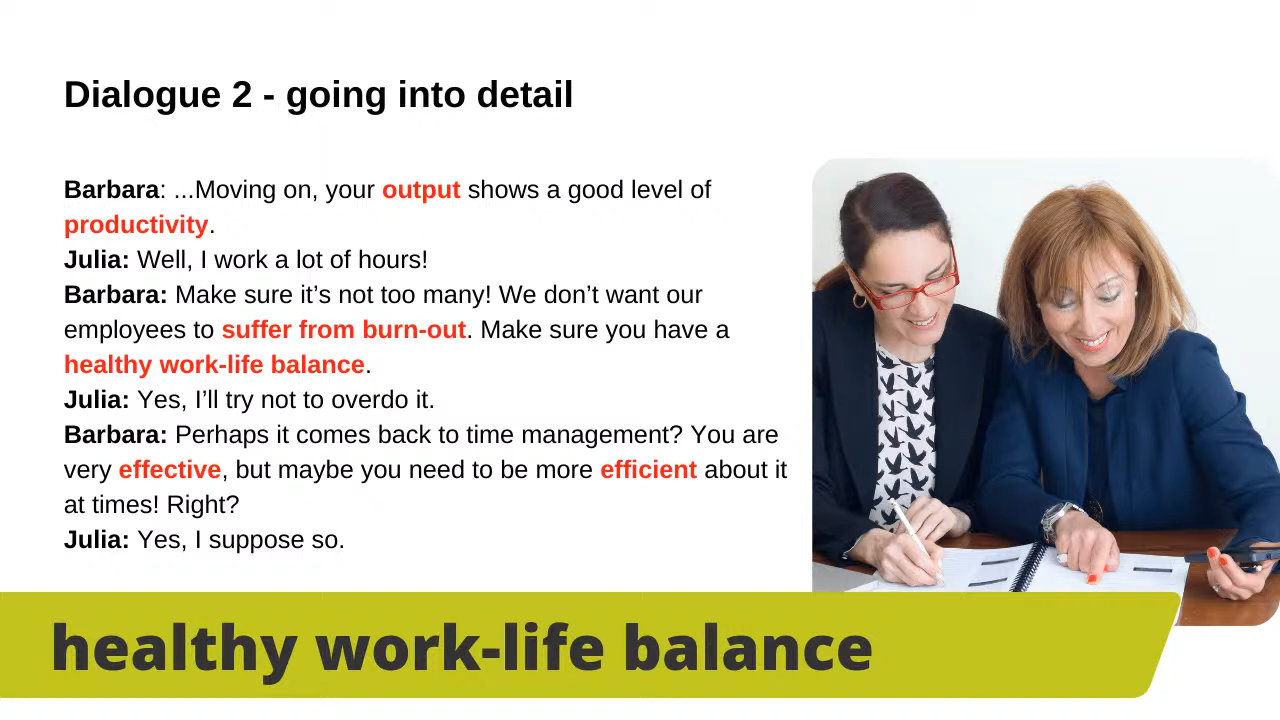 Dialogue 2 - going into detail
Barbara: ...Moving on, your output shows a good level of
productivity.
Julia: Well, I work a lot of hours!
Barbara: Make sure it’s not too many! We don’t want our
employees to suffer from burn-out. Make sure you have a
healthy work-life balance.
Julia: Yes, I’ll try not to overdo it.
Barbara: Perhaps it comes back to time management? You are
very effective, but maybe you need to be more efficient about it
at times! Right?
Julia: Yes, I suppose so.
healthy work-life balance